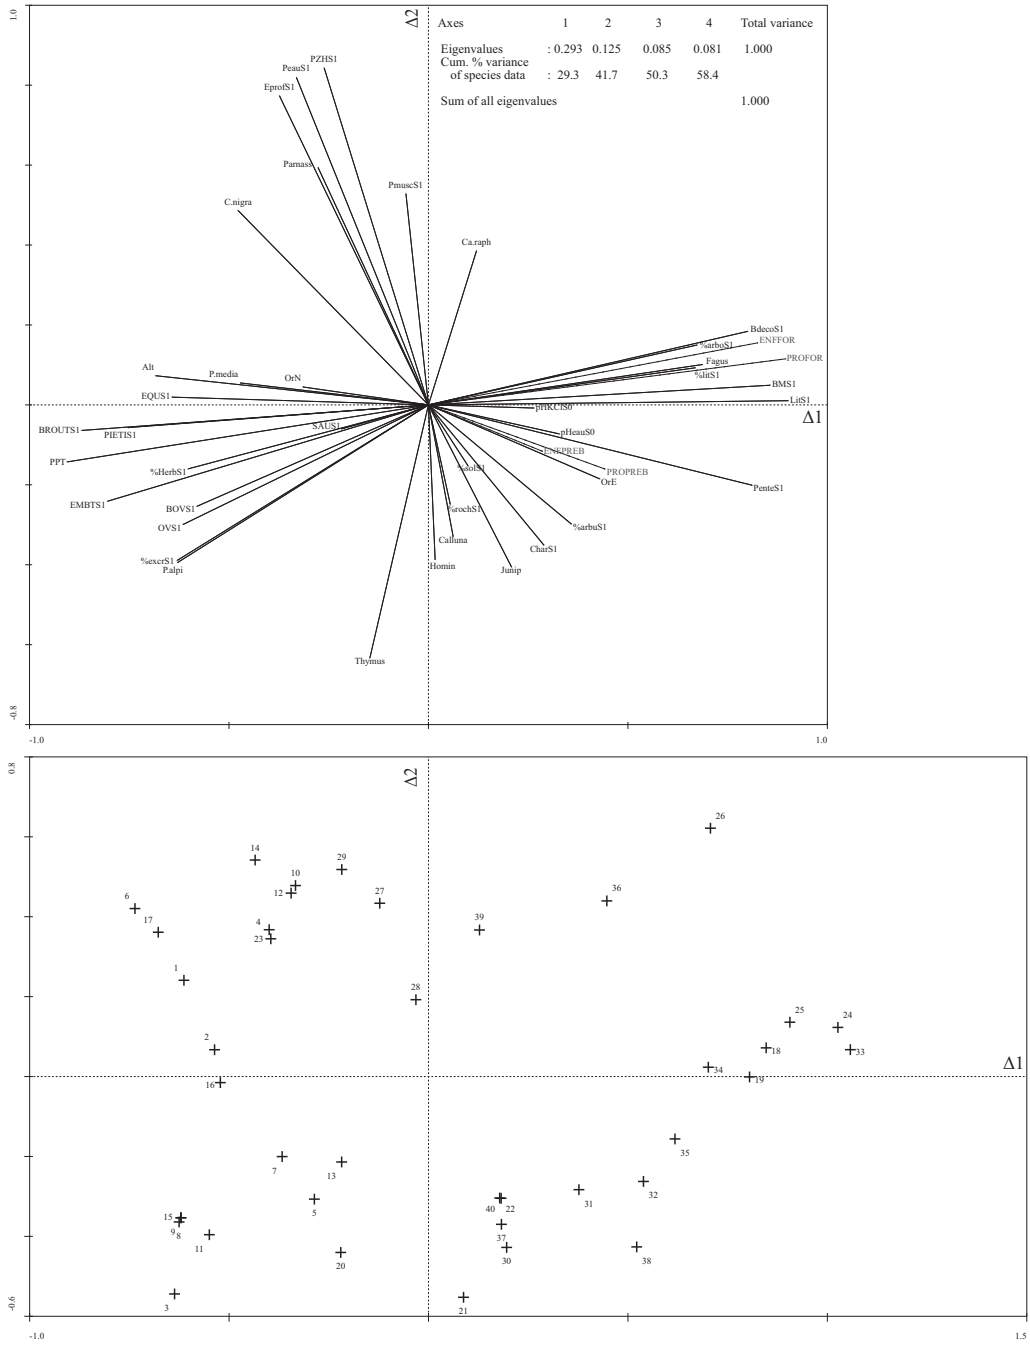 1.0
Δ2
Axes 1 2 3 4 Total variance
Eigenvalues : 0.293 0.125 0.085 0.081 1.000
Cum. % variance
of species data : 29.3 41.7 50.3 58.4
Sum of all eigenvalues 1.000
PZHS1
PeauS1
EprofS1
Parnass
PmuscS1
C.nigra
Ca.raph
BdecoS1
ENFFOR
%arboS1
PROFOR
Fagus
Alt
P.media
OrN
%litS1
BMS1
EQUS1
LitS1
pHKClS0
Δ1
BROUTS1
PIETIS1
SAUS1
pHeauS0
ENFPREB
PPT
%HerbS1
%solS1
PROPREB
OrE
PenteS1
EMBTS1
BOVS1
%rochS1
OVS1
%arbuS1
Calluna
CharS1
%excrS1
P.alpi
Homin
Junip
Thymus
-0.8
-1.0 1.0
0.8
Δ2
26
14
29
10
12
6
27
36
17
4
39
23
1
28
25
24
2
18
33
34
Δ1
16
19
35
7
13
32
5
31
40 22
15
9 8
37
11
30
38
20
3
21
-0.6
-1.0 1.5